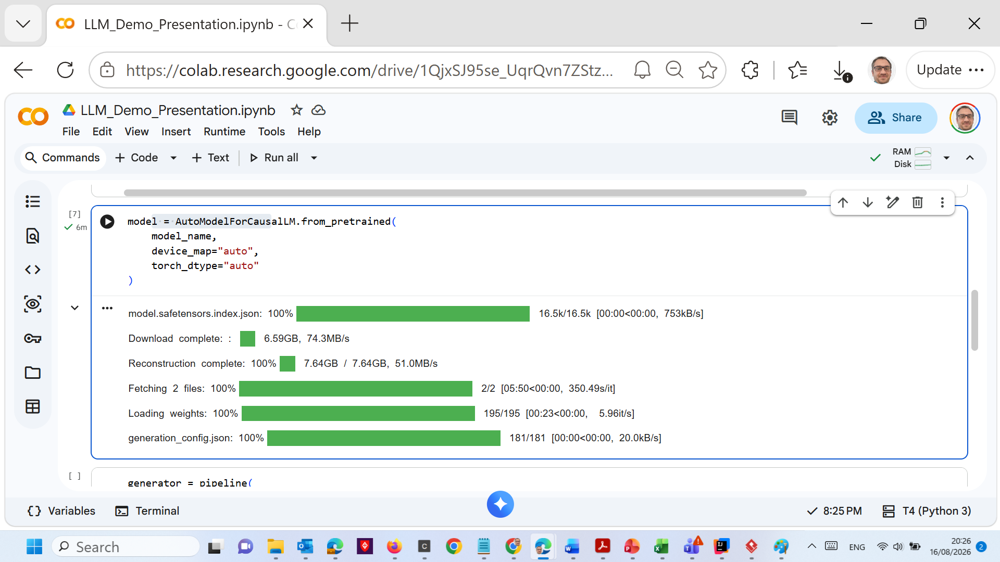 LLM_Demo_Presentation.ipynb - C
https://colab.research.google.com/drive/1QjxSJ95se_UqrQvn7ZStz...
Update
LLM_Demo_Presentation.ipynb
File Edit View Insert Runtime Tools Help
Share
Commands + Code + Text Run all
RAM
Disk
[7]
6m
model = AutoModelForCausalLM.from_pretrained(
model_name,
device_map="auto",
torch_dtype="auto"
)
model.safetensors.index.json: 100% 16.5k/16.5k [00:00<00:00, 753kB/s]
Download complete: : 6.59GB, 74.3MB/s
Reconstruction complete: 100% 7.64GB / 7.64GB, 51.0MB/s
Fetching 2 files: 100% 2/2 [05:50<00:00, 350.49s/it]
Loading weights: 100% 195/195 [00:23<00:00, 5.96it/s]
generation_config.json: 100% 181/181 [00:00<00:00, 20.0kB/s]
[ ]
generator = pipeline(
Variables Terminal
8:25 PM T4 (Python 3)
Search
ENG
20:26
16/08/2026
2